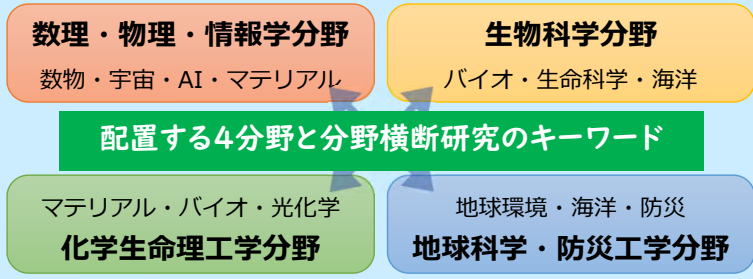 数理・物理・情報学分野
数物・宇宙・AI・マテリアル
生物科学分野
バイオ・生命科学・海洋
配置する4分野と分野横断研究のキーワード
マテリアル・バイオ・光化学
化学生命理工学分野
地球環境・海洋・防災
地球科学・防災工学分野